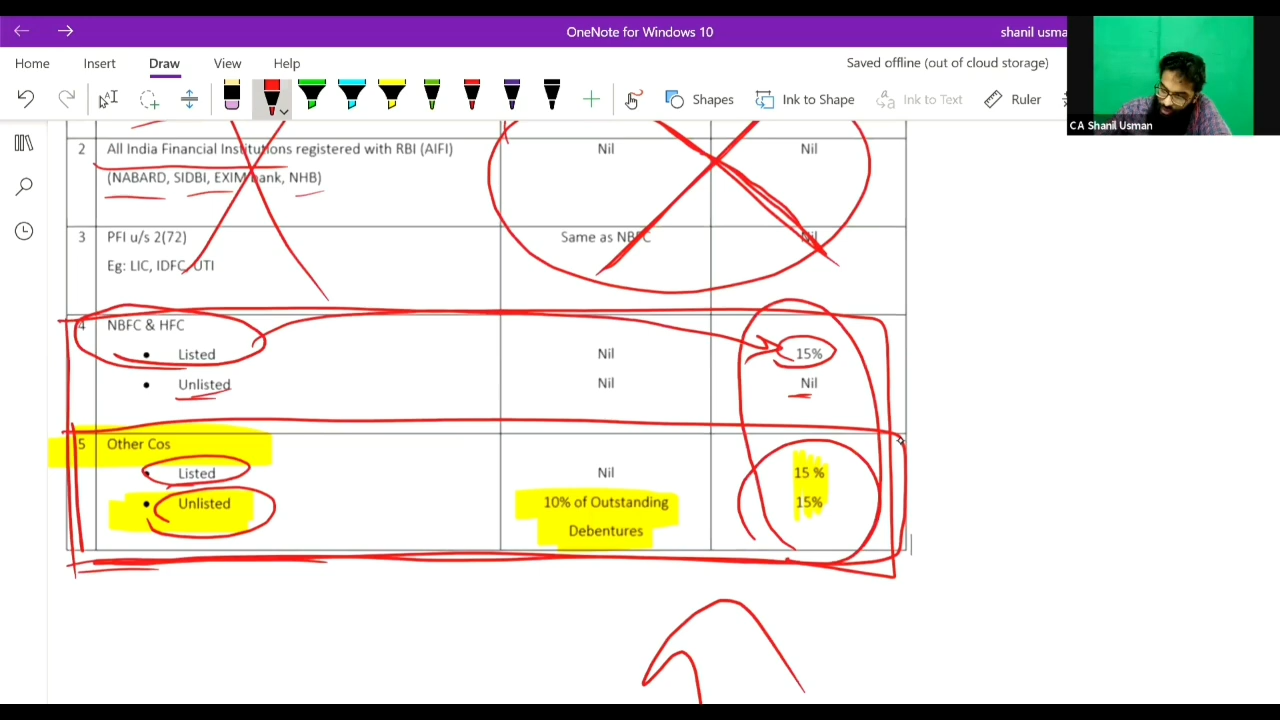 OneNote for Windows 10
shanil usma
Home Insert Draw View Help
Saved offline (out of cloud storage)
Shapes Ink to Shape Ink to Text Ruler
CA Shanil Usman
2 All India Financial Institutions registered with RBI (AIFI) Nil Nil
(NABARD, SIDBI, EXIM bank, NHB)
3 PFI u/s 2(72) Same as NBFC Nil
Eg: LIC, IDFC, UTI
4 NBFC & HFC
• Listed Nil 15%
• Unlisted Nil Nil
5 Other Cos
• Listed Nil 15 %
• Unlisted 10% of Outstanding 15%
Debentures